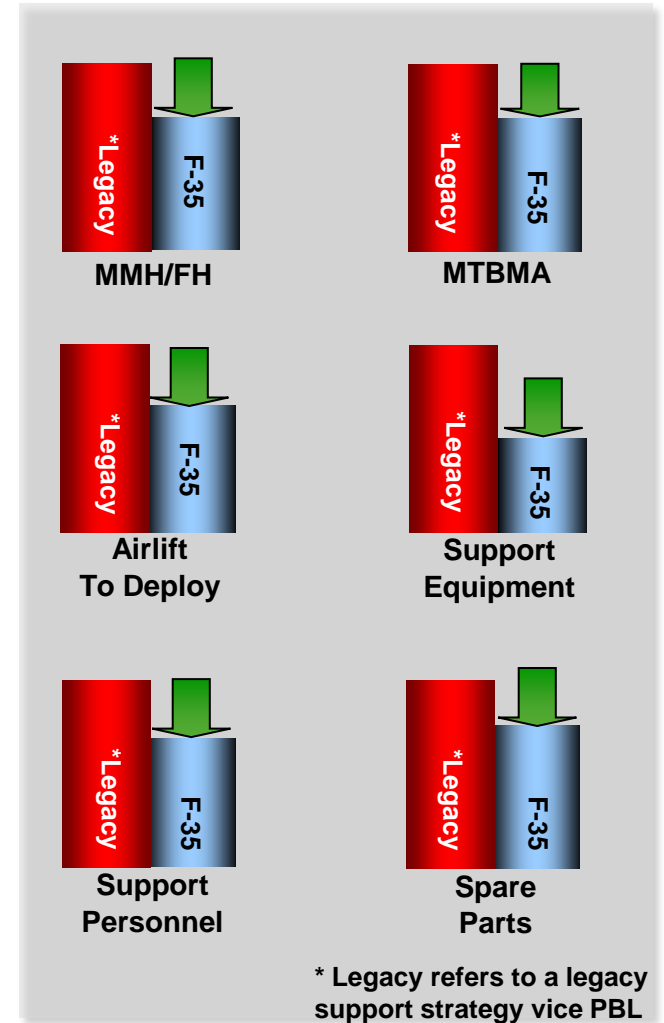 *Legacy
F-35
MMH/FH
*Legacy
F-35
MTBMA
*Legacy
F-35
Airlift
To Deploy
*Legacy
F-35
Support
Equipment
*Legacy
F-35
Support
Personnel
*Legacy
F-35
Spare
Parts
* Legacy refers to a legacy
support strategy vice PBL